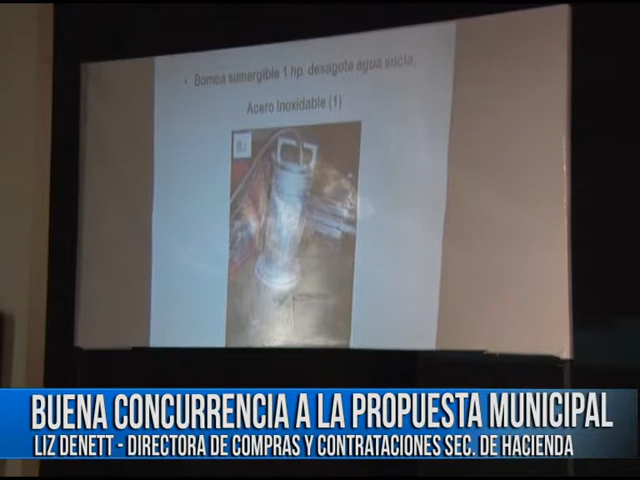 • Bomba sumergible 1 hp. desagote agua sucia,
Acero Inoxidable (1)
BUENA CONCURRENCIA A LA PROPUESTA MUNICIPAL
LIZ DENETT - DIRECTORA DE COMPRAS Y CONTRATACIONES SEC. DE HACIENDA